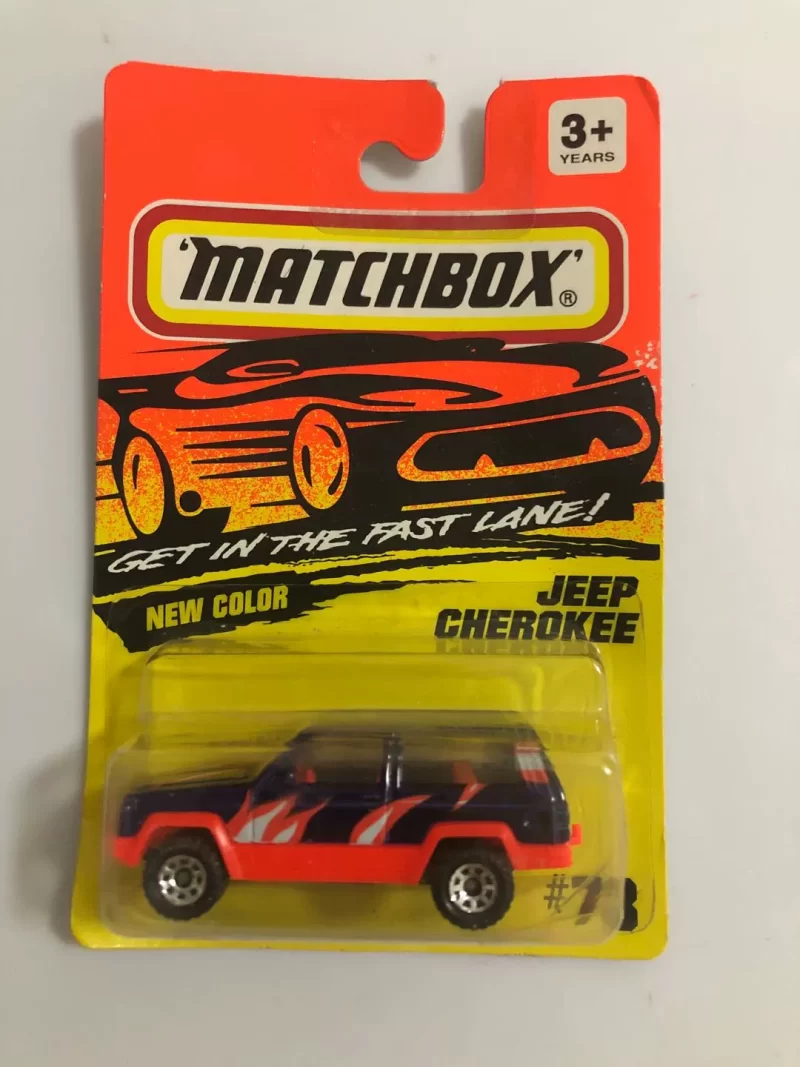 3+
YEARS
'MATCHBOX'®
GET IN THE FAST LANE!
NEW COLOR
JEEP
CHEROKEE